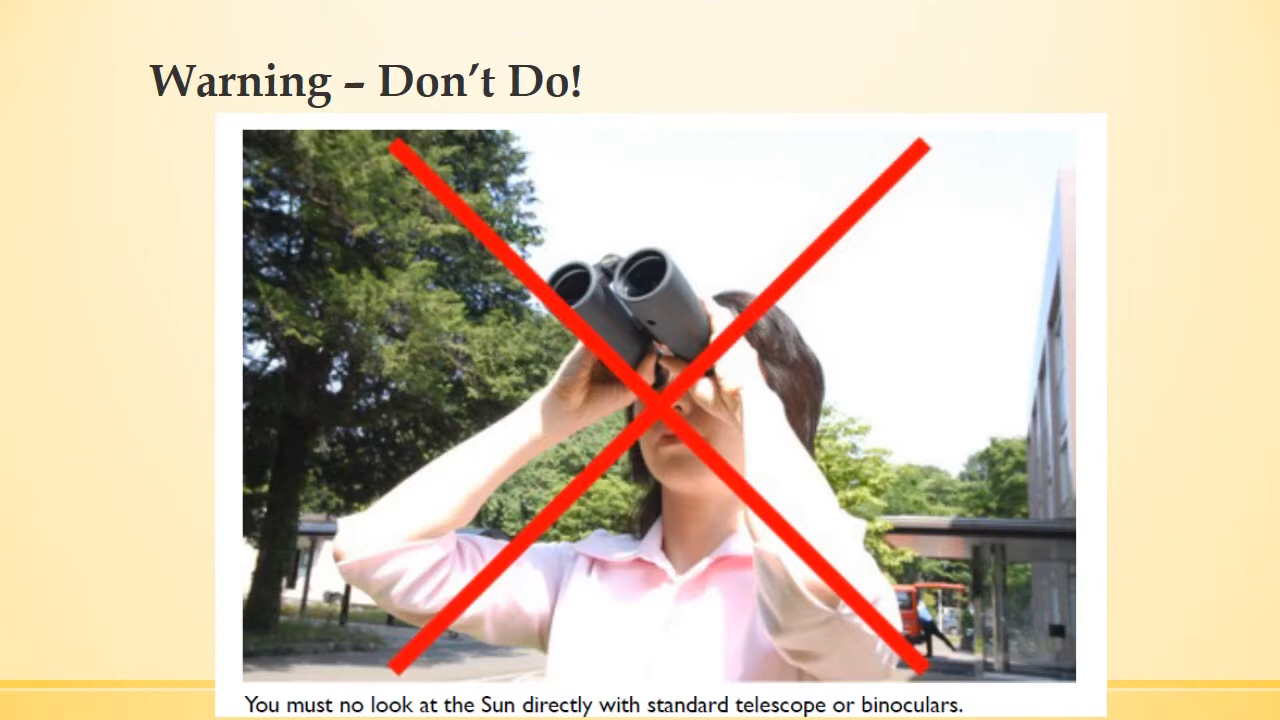 Warning – Don’t Do!
You must no look at the Sun directly with standard telescope or binoculars.